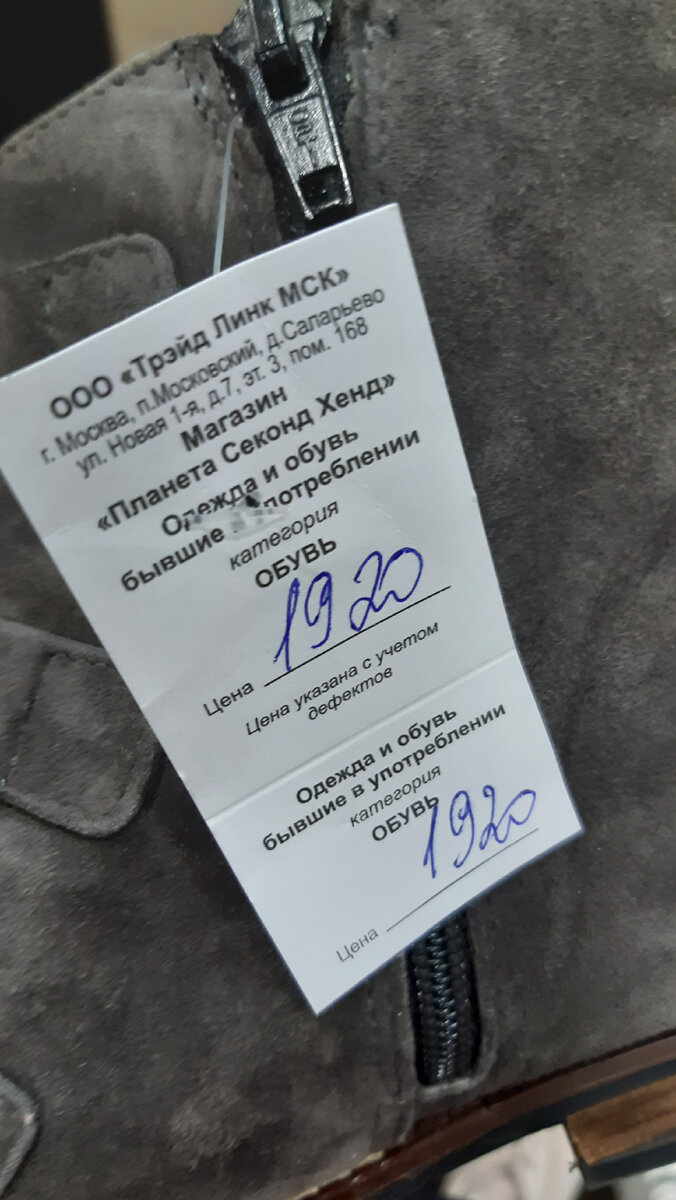 ООО «Трэйд Линк МСК»
г. Москва, п.Московский, д.Саларьево
ул. Новая 1-я, д.7, эт. 3, пом. 168
Магазин
«Планета Секонд Хенд»
Одежда и обувь
бывшие употреблении
категория
ОБУВЬ
Цена 1920
Цена указана с учетом
дефектов
Одежда и обувь
бывшие в употреблении
категория
ОБУВЬ
Цена 1920